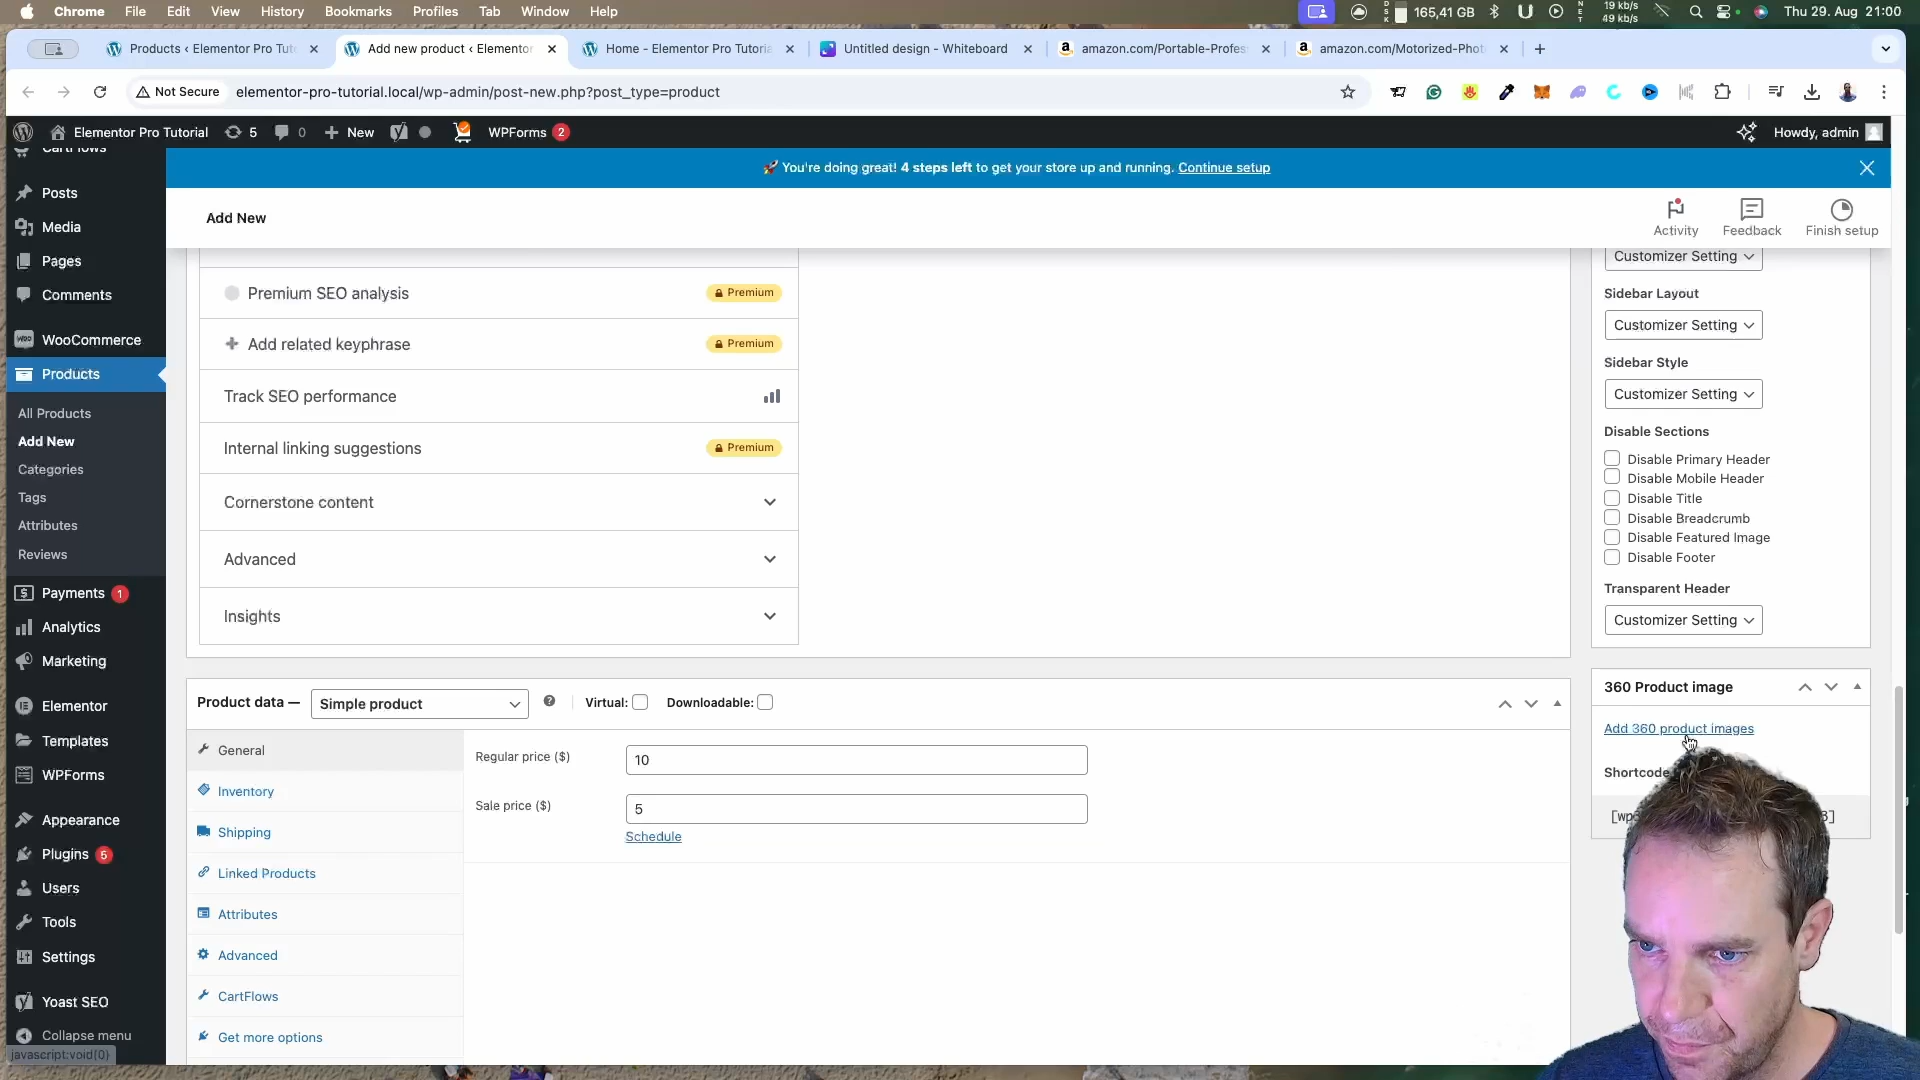 Chrome File Edit View History Bookmarks Profiles Tab Window Help 165,41 GB 19 kb/s 49 kb/s Thu 29. Aug 21:00
Products ‹ Elementor Pro Tut Add new product ‹ Elementor Home - Elementor Pro Tutoria Untitled design - Whiteboard amazon.com/Portable-Profes amazon.com/Motorized-Phot
Not Secure elementor-pro-tutorial.local/wp-admin/post-new.php?post_type=product
Elementor Pro Tutorial 5 0 New WPForms 2 Howdy, admin
CartFlows
Posts
Media
Pages
Comments
WooCommerce
Products
All Products
Add New
Categories
Tags
Attributes
Reviews
Payments 1
Analytics
Marketing
Elementor
Templates
WPForms
Appearance
Plugins 5
Users
Tools
Settings
Yoast SEO
Collapse menu
javascript:void(0)
🚀 You're doing great! 4 steps left to get your store up and running. Continue setup
Add New
Activity Feedback Finish setup
Premium SEO analysis Premium
Add related keyphrase Premium
Track SEO performance
Internal linking suggestions Premium
Cornerstone content
Advanced
Insights
Product data — Simple product Virtual: Downloadable:
General
Inventory
Shipping
Linked Products
Attributes
Advanced
CartFlows
Get more options
Regular price ($) 10
Sale price ($) 5
Schedule
Customizer Setting
Sidebar Layout
Customizer Setting
Sidebar Style
Customizer Setting
Disable Sections
Disable Primary Header
Disable Mobile Header
Disable Title
Disable Breadcrumb
Disable Featured Image
Disable Footer
Transparent Header
Customizer Setting
360 Product image
Add 360 product images
Shortcode